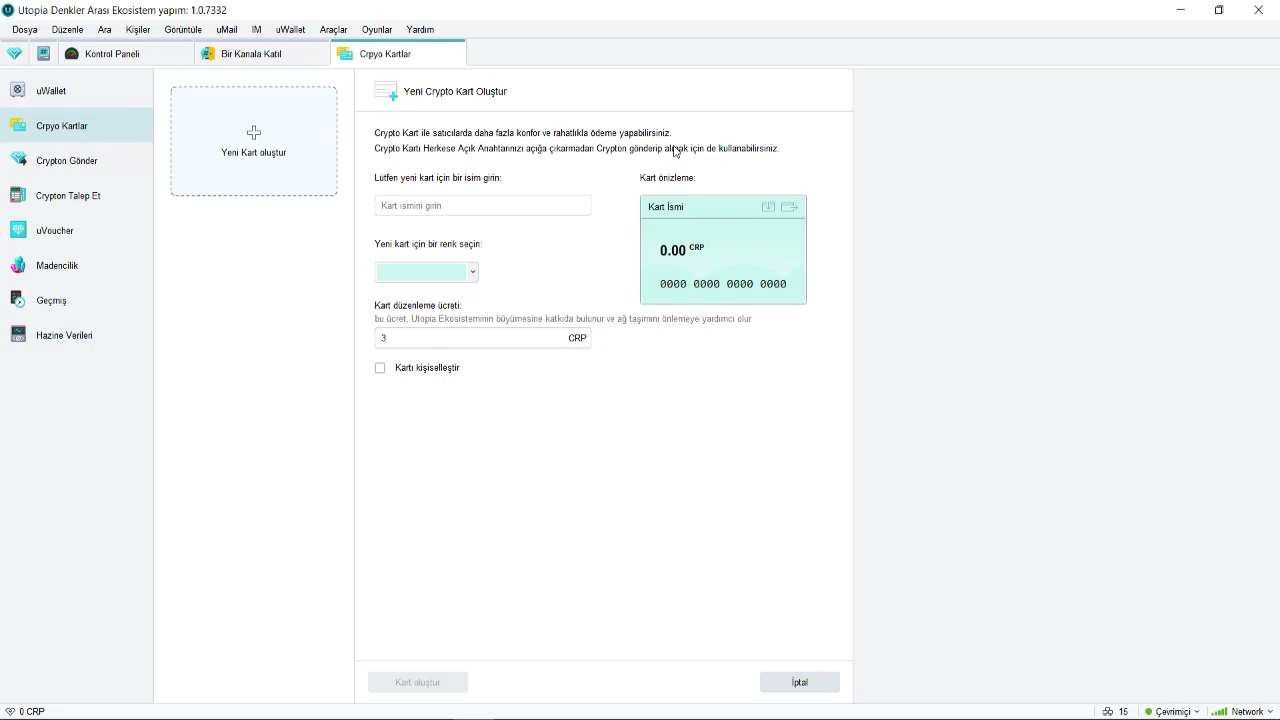 Utopia Denkler Arası Ekosistem yapım: 1.0.7332
Dosya Düzenle Ara Kişiler Görüntüle uMail IM uWallet Araçlar Oyunlar Yardım
Kontrol Paneli Bir Kanala Katıl Crpyo Kartlar
uWallet
Crpyo Kartlar
Crypton Gönder
Crypton Talep Et
uVoucher
Madencilik
Geçmiş
Hazine Verileri
Yeni Kart oluştur
Yeni Crypto Kart Oluştur
Crypto Kart ile satıcılarda daha fazla konfor ve rahatlıkla ödeme yapabilirsiniz.
Crypto Kartı Herkese Açık Anahtarınızı açığa çıkarmadan Crypton gönderip almak için de kullanabilirsiniz.
Lütfen yeni kart için bir isim girin:
Kart ismini girin
Yeni kart için bir renk seçin:
Kart düzenleme ücreti:
bu ücret, Utopia Ekosisteminin büyümesine katkıda bulunur ve ağ taşımını önlemeye yardımcı olur
3 CRP
Kartı kişiselleştir
Kart önizleme:
Kart İsmi
0.00 CRP
0000 0000 0000 0000
Kart oluştur
İptal
0 CRP
15 Çevrimiçi Network